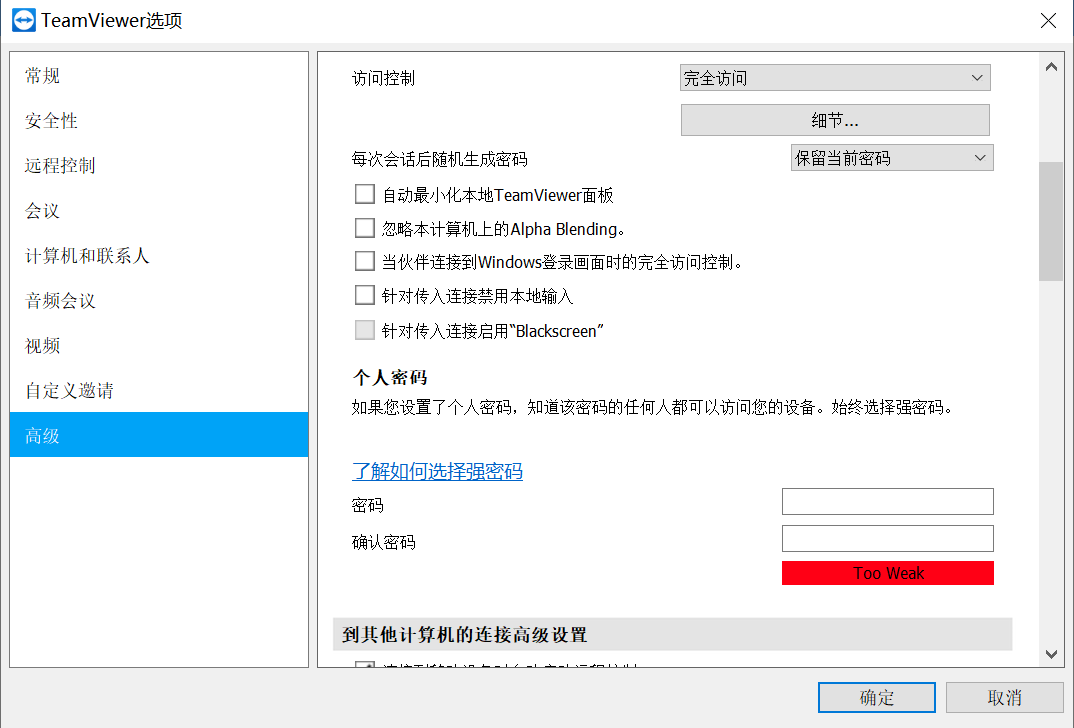 TeamViewer选项
常规
安全性
远程控制
会议
计算机和联系人
音频会议
视频
自定义邀请
高级
访问控制
完全访问
细节...
每次会话后随机生成密码
保留当前密码
自动最小化本地TeamViewer面板
忽略本计算机上的Alpha Blending。
当伙伴连接到Windows登录画面时的完全访问控制。
针对传入连接禁用本地输入
针对传入连接启用“Blackscreen”
个人密码
如果您设置了个人密码，知道该密码的任何人都可以访问您的设备。始终选择强密码。
了解如何选择强密码
密码
确认密码
Too Weak
到其他计算机的连接高级设置
确定
取消